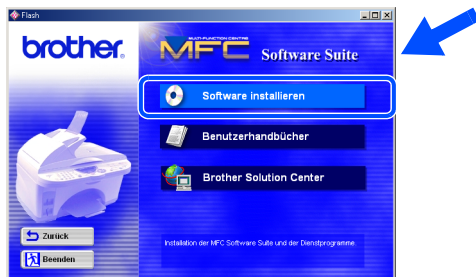 Flash
brother.
MULTI-FUNCTION CENTRE
MFC
Software Suite
Software installieren
Benutzerhandbücher
Brother Solution Center
Zurück
Beenden
Installation der MFC Software Suite und der Dienstprogramme.